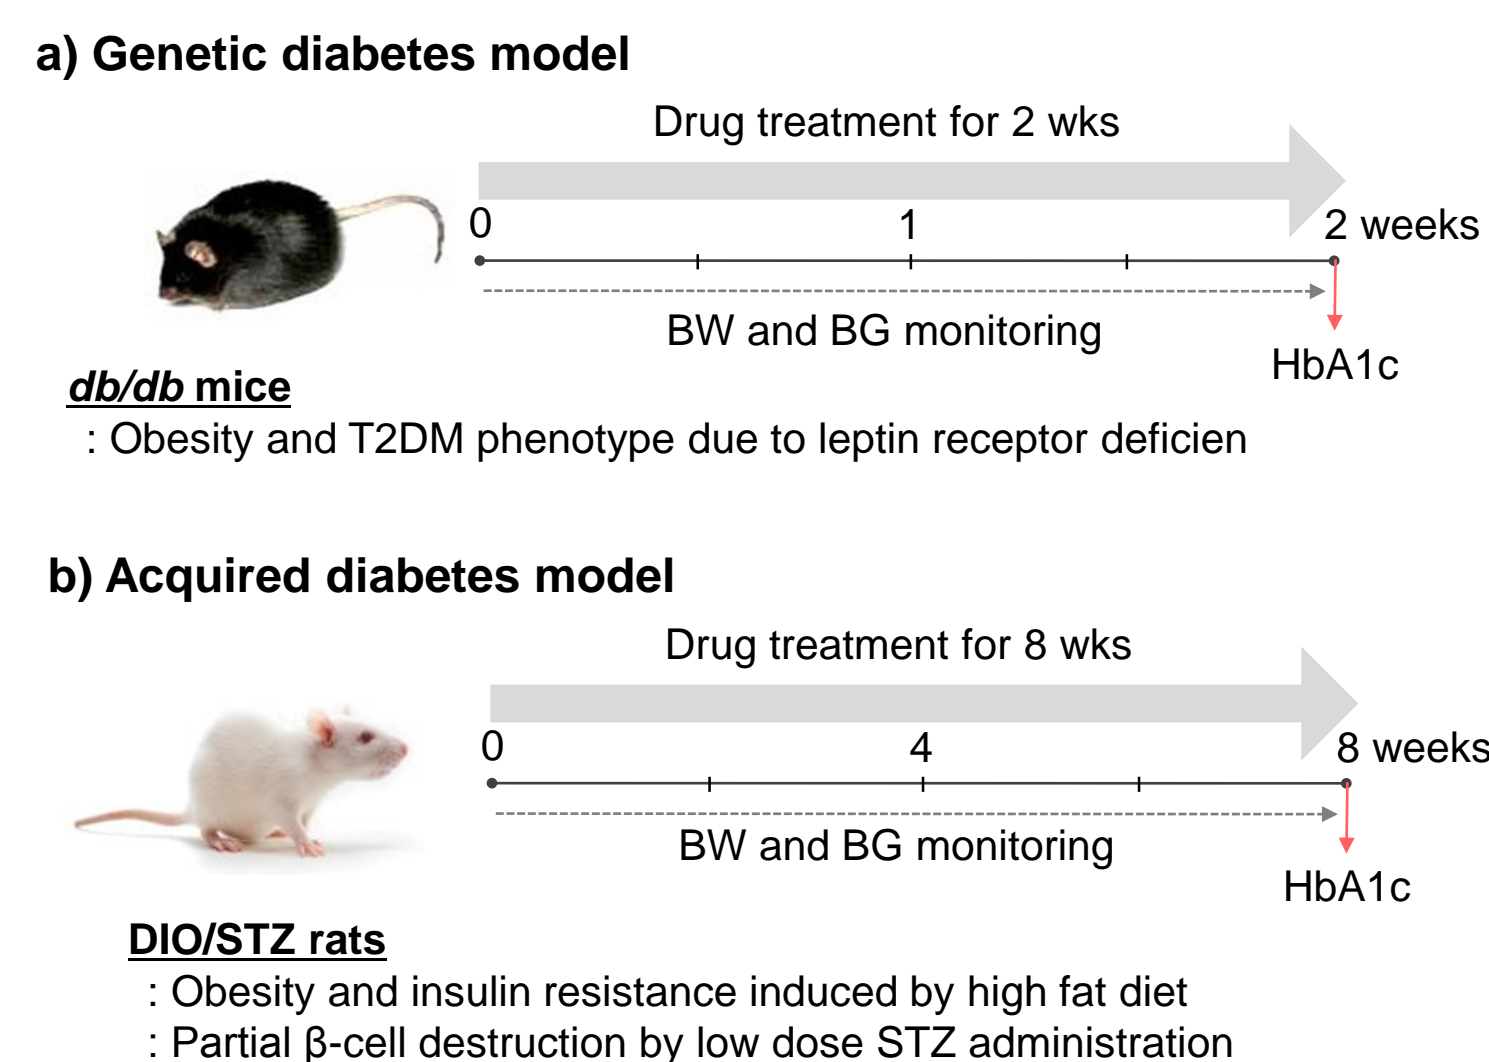 a) Genetic diabetes model
Drug treatment for 2 wks
0 1 2 weeks
BW and BG monitoring
HbA1c
db/db mice
: Obesity and T2DM phenotype due to leptin receptor deficien
b) Acquired diabetes model
Drug treatment for 8 wks
0 4 8 weeks
BW and BG monitoring
HbA1c
DIO/STZ rats
: Obesity and insulin resistance induced by high fat diet
: Partial β-cell destruction by low dose STZ administration